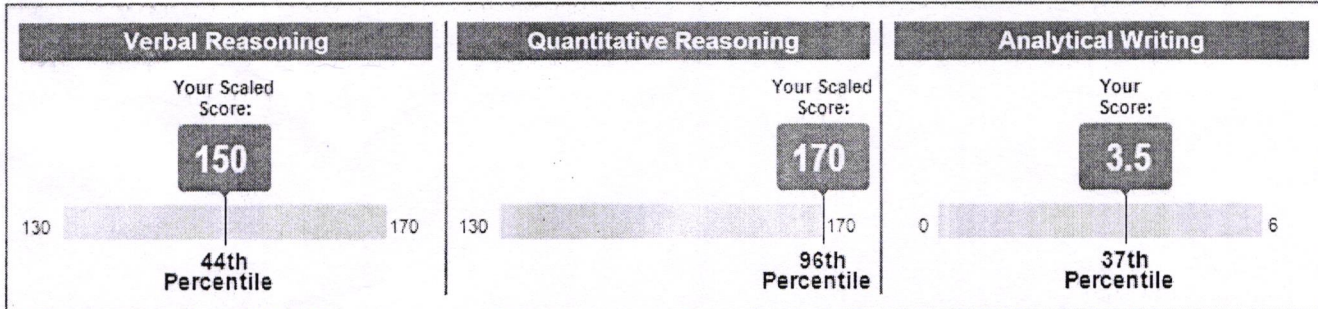 Verbal Reasoning
Your Scaled
Score:
150
130
170
44th
Percentile
Quantitative Reasoning
Your Scaled
Score:
170
130
170
96th
Percentile
Analytical Writing
Your
Score:
3.5
0
6
37th
Percentile